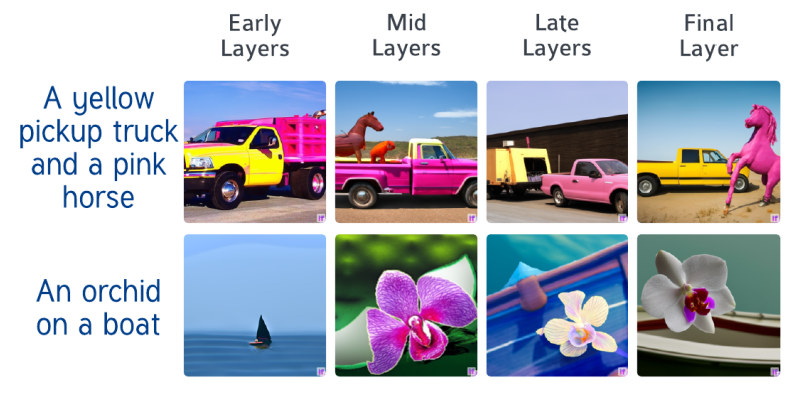 Early
Layers
Mid
Layers
Late
Layers
Final
Layer
A yellow
pickup truck
and a pink
horse
An orchid
on a boat